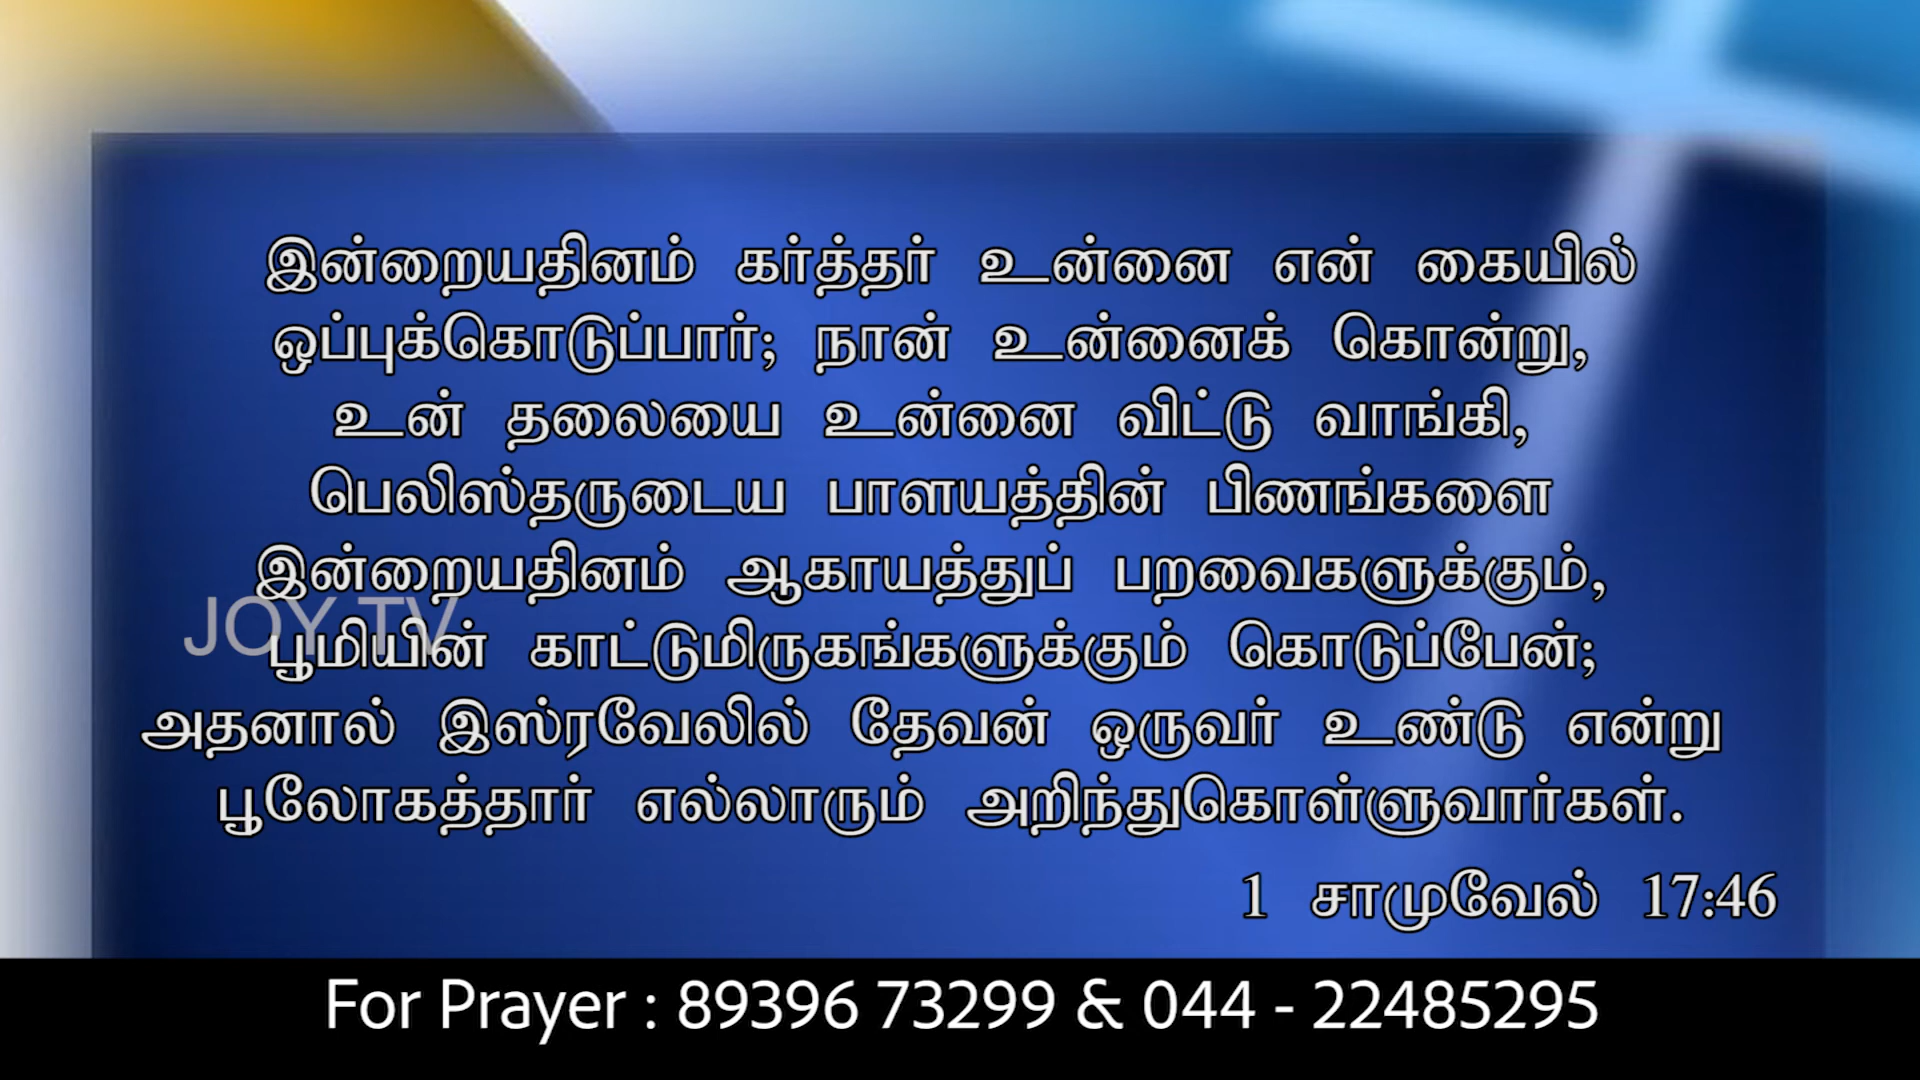 இன்றையதினம் கர்த்தர் உன்னை என் கையில்
ஒப்புக்கொடுப்பார்; நான் உன்னைக் கொன்று,
உன் தலையை உன்னை விட்டு வாங்கி,
பெலிஸ்தருடைய பாளயத்தின் பிணங்களை
இன்றையதினம் ஆகாயத்துப் பறவைகளுக்கும்,
JOY TV
பூமியின் காட்டுமிருகங்களுக்கும் கொடுப்பேன்;
அதனால் இஸ்ரவேலில் தேவன் ஒருவர் உண்டு என்று
பூலோகத்தார் எல்லாரும் அறிந்துகொள்ளுவார்கள்.
1 சாமுவேல் 17:46
For Prayer : 89396 73299 & 044 - 22485295